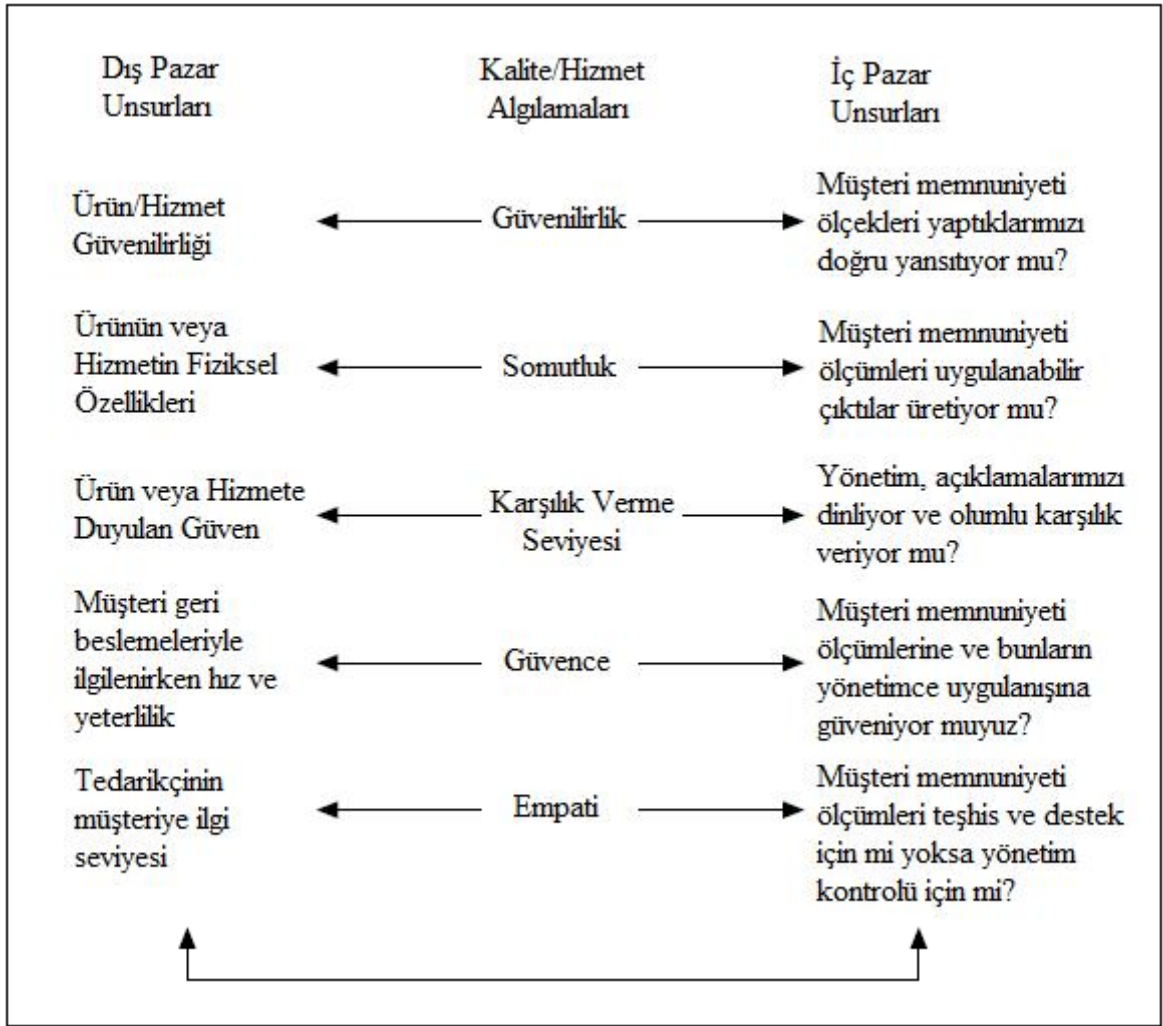 Dış Pazar
Unsurları
Kalite/Hizmet
Algılamaları
İç Pazar
Unsurları
Ürün/Hizmet
Güvenilirliği
Güvenilirlik
Müşteri memnuniyeti
ölçekleri yaptıklarımızı
doğru yansıtıyor mu?
Ürünün veya
Hizmetin Fiziksel
Özellikleri
Somutluk
Müşteri memnuniyeti
ölçümleri uygulanabilir
çıktılar üretiyor mu?
Ürün veya Hizmete
Duyulan Güven
Karşılık Verme
Seviyesi
Yönetim, açıklamalarımızı
dinliyor ve olumlu karşılık
veriyor mu?
Müşteri geri
beslemeleriyle
ilgilenirken hız ve
yeterlilik
Güvence
Müşteri memnuniyeti
ölçümlerine ve bunların
yönetimce uygulanışına
güveniyor muyuz?
Tedarikçinin
müşteriye ilgi
seviyesi
Empati
Müşteri memnuniyeti
ölçümleri teşhis ve destek
için mi yoksa yönetim
kontrolü için mi?